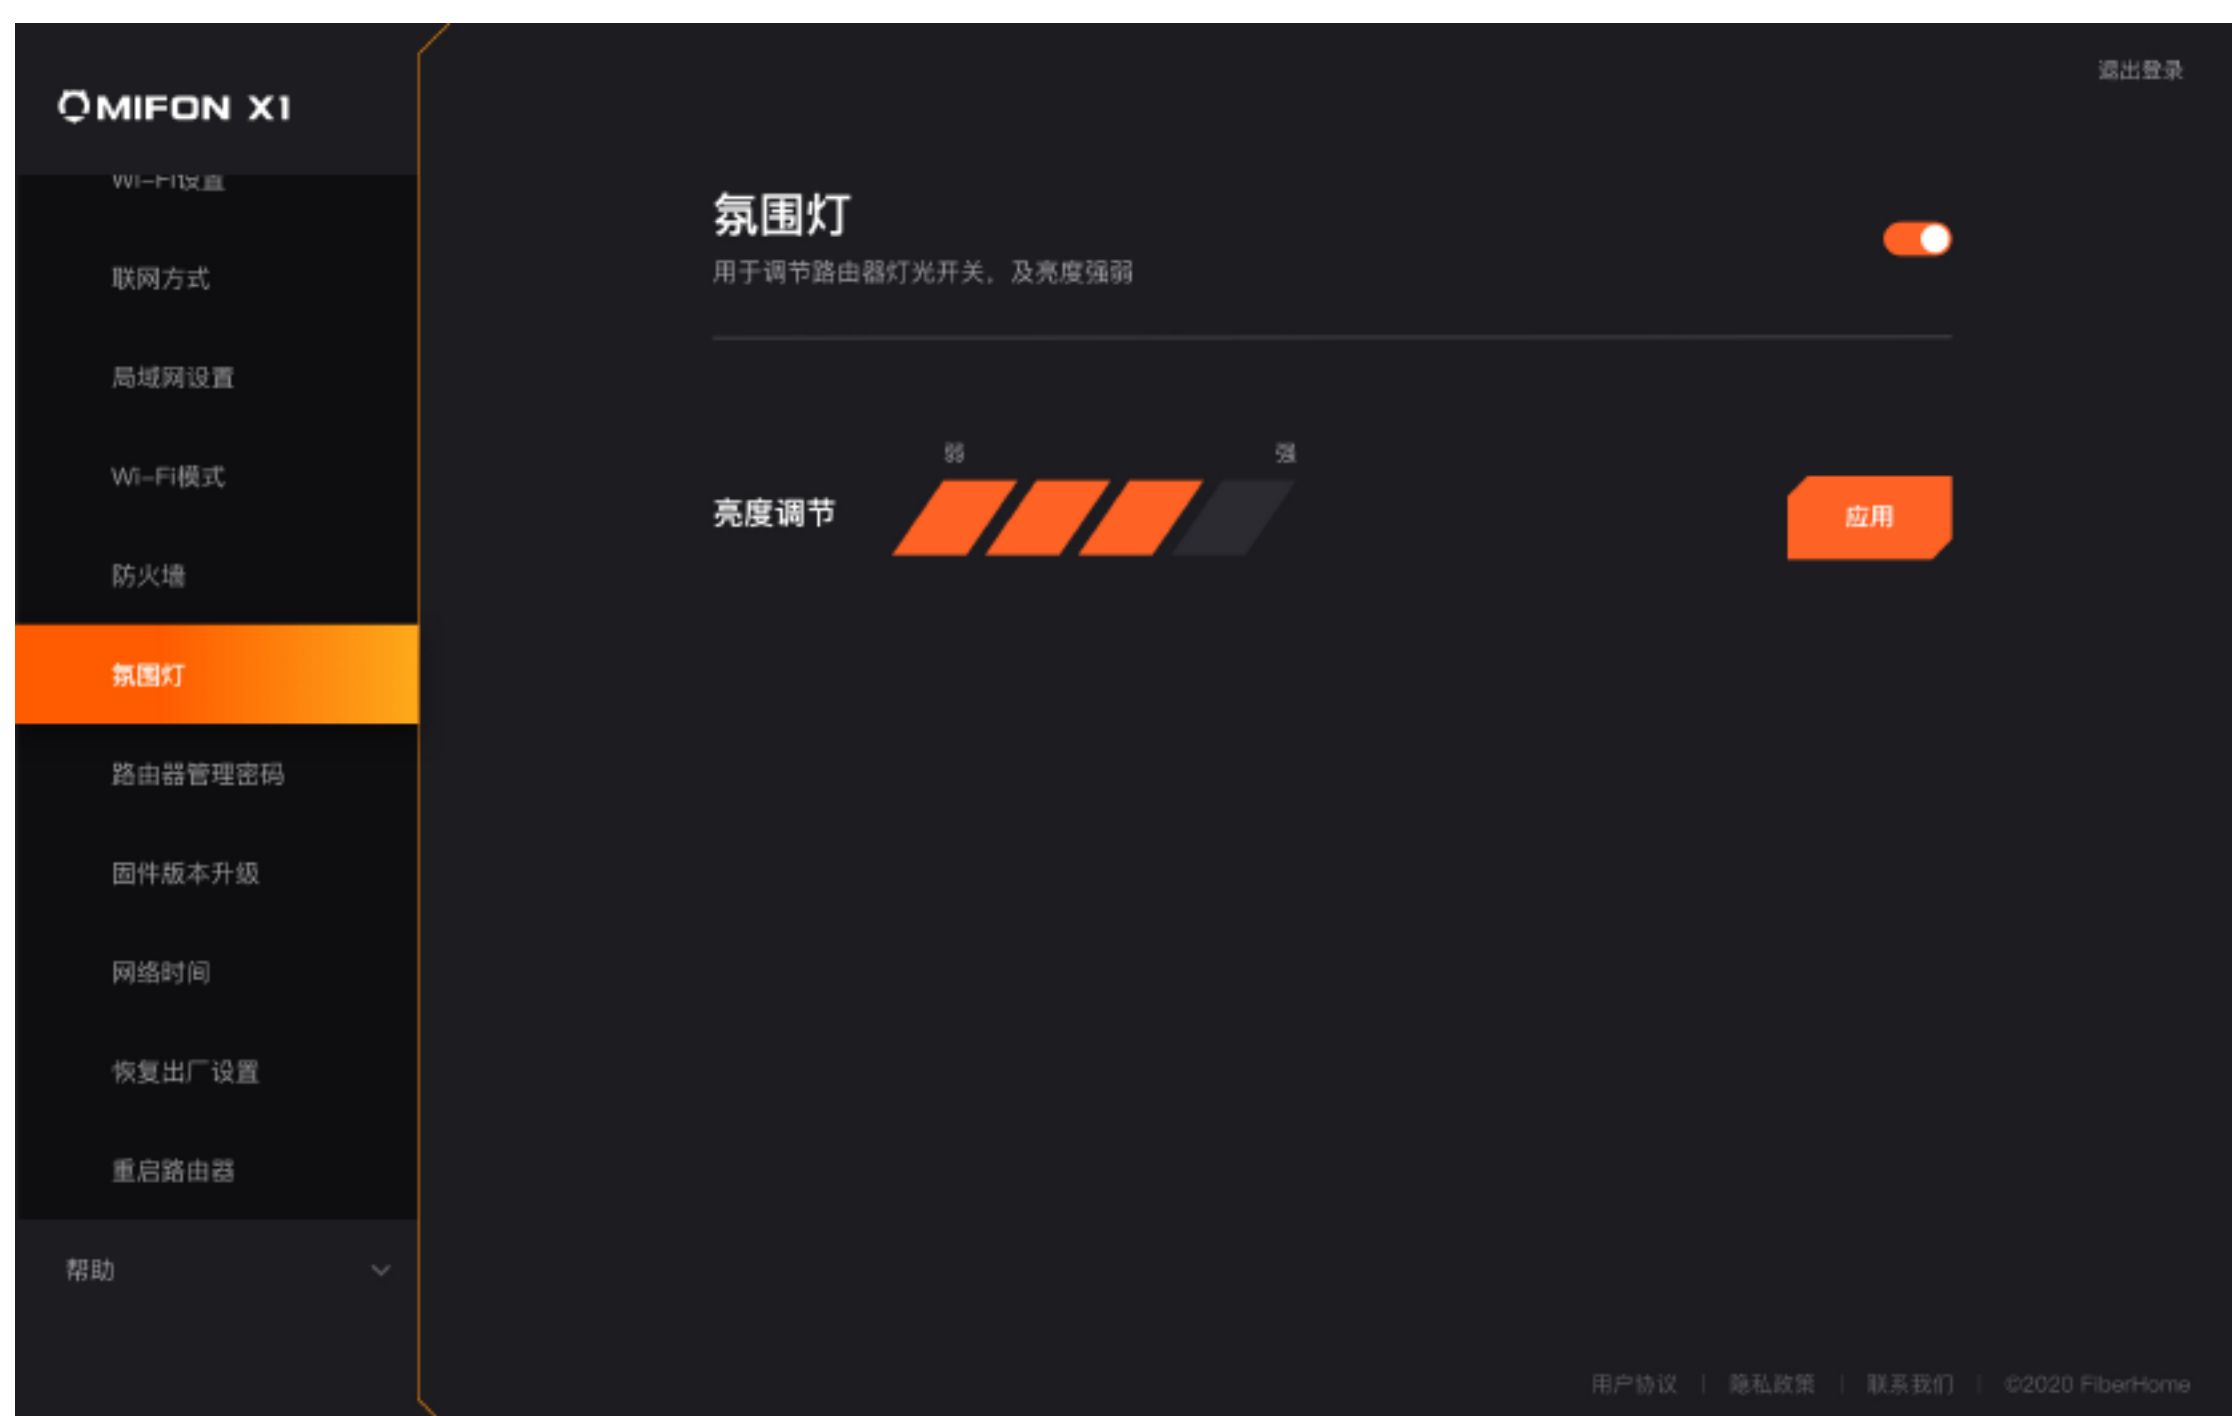 退出登录
MIFON X1
Wi-Fi设置
联网方式
局域网设置
Wi-Fi模式
防火墙
氛围灯
路由器管理密码
固件版本升级
网络时间
恢复出厂设置
重启路由器
帮助
氛围灯
用于调节路由器灯光开关，及亮度强弱
弱 强
亮度调节
应用
用户协议 | 隐私政策 | 联系我们 | ©2020 FiberHome